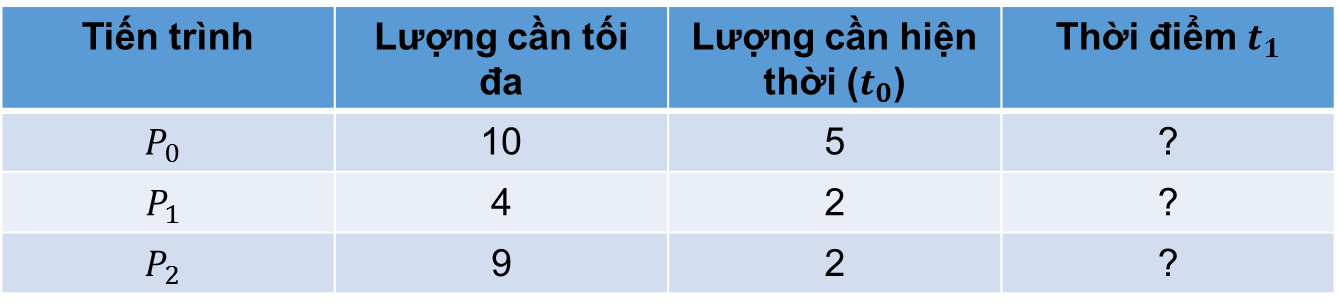 Tiến trình | Lượng cần tối đa | Lượng cần hiện thời (t₀) | Thời điểm t₁
P₀ | 10 | 5 | ?
P₁ | 4 | 2 | ?
P₂ | 9 | 2 | ?